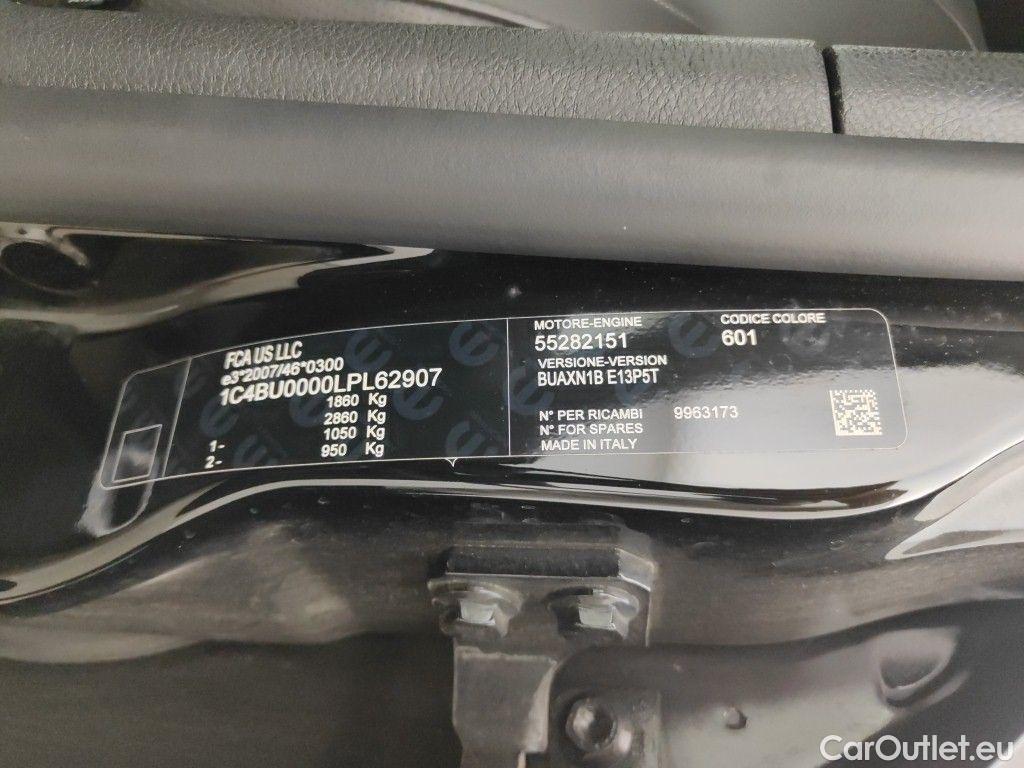 FCA US LLC
e3*2007/46*0300
1C4BU0000LPL62907
1860 Kg
2860 Kg
1- 1050 Kg
2- 950 Kg
MOTORE-ENGINE
55282151
VERSIONE-VERSION
BUAXN1B E13P5T
CODICE COLORE
601
N° PER RICAMBI 9963173
N° FOR SPARES
MADE IN ITALY
CarOutlet.eu